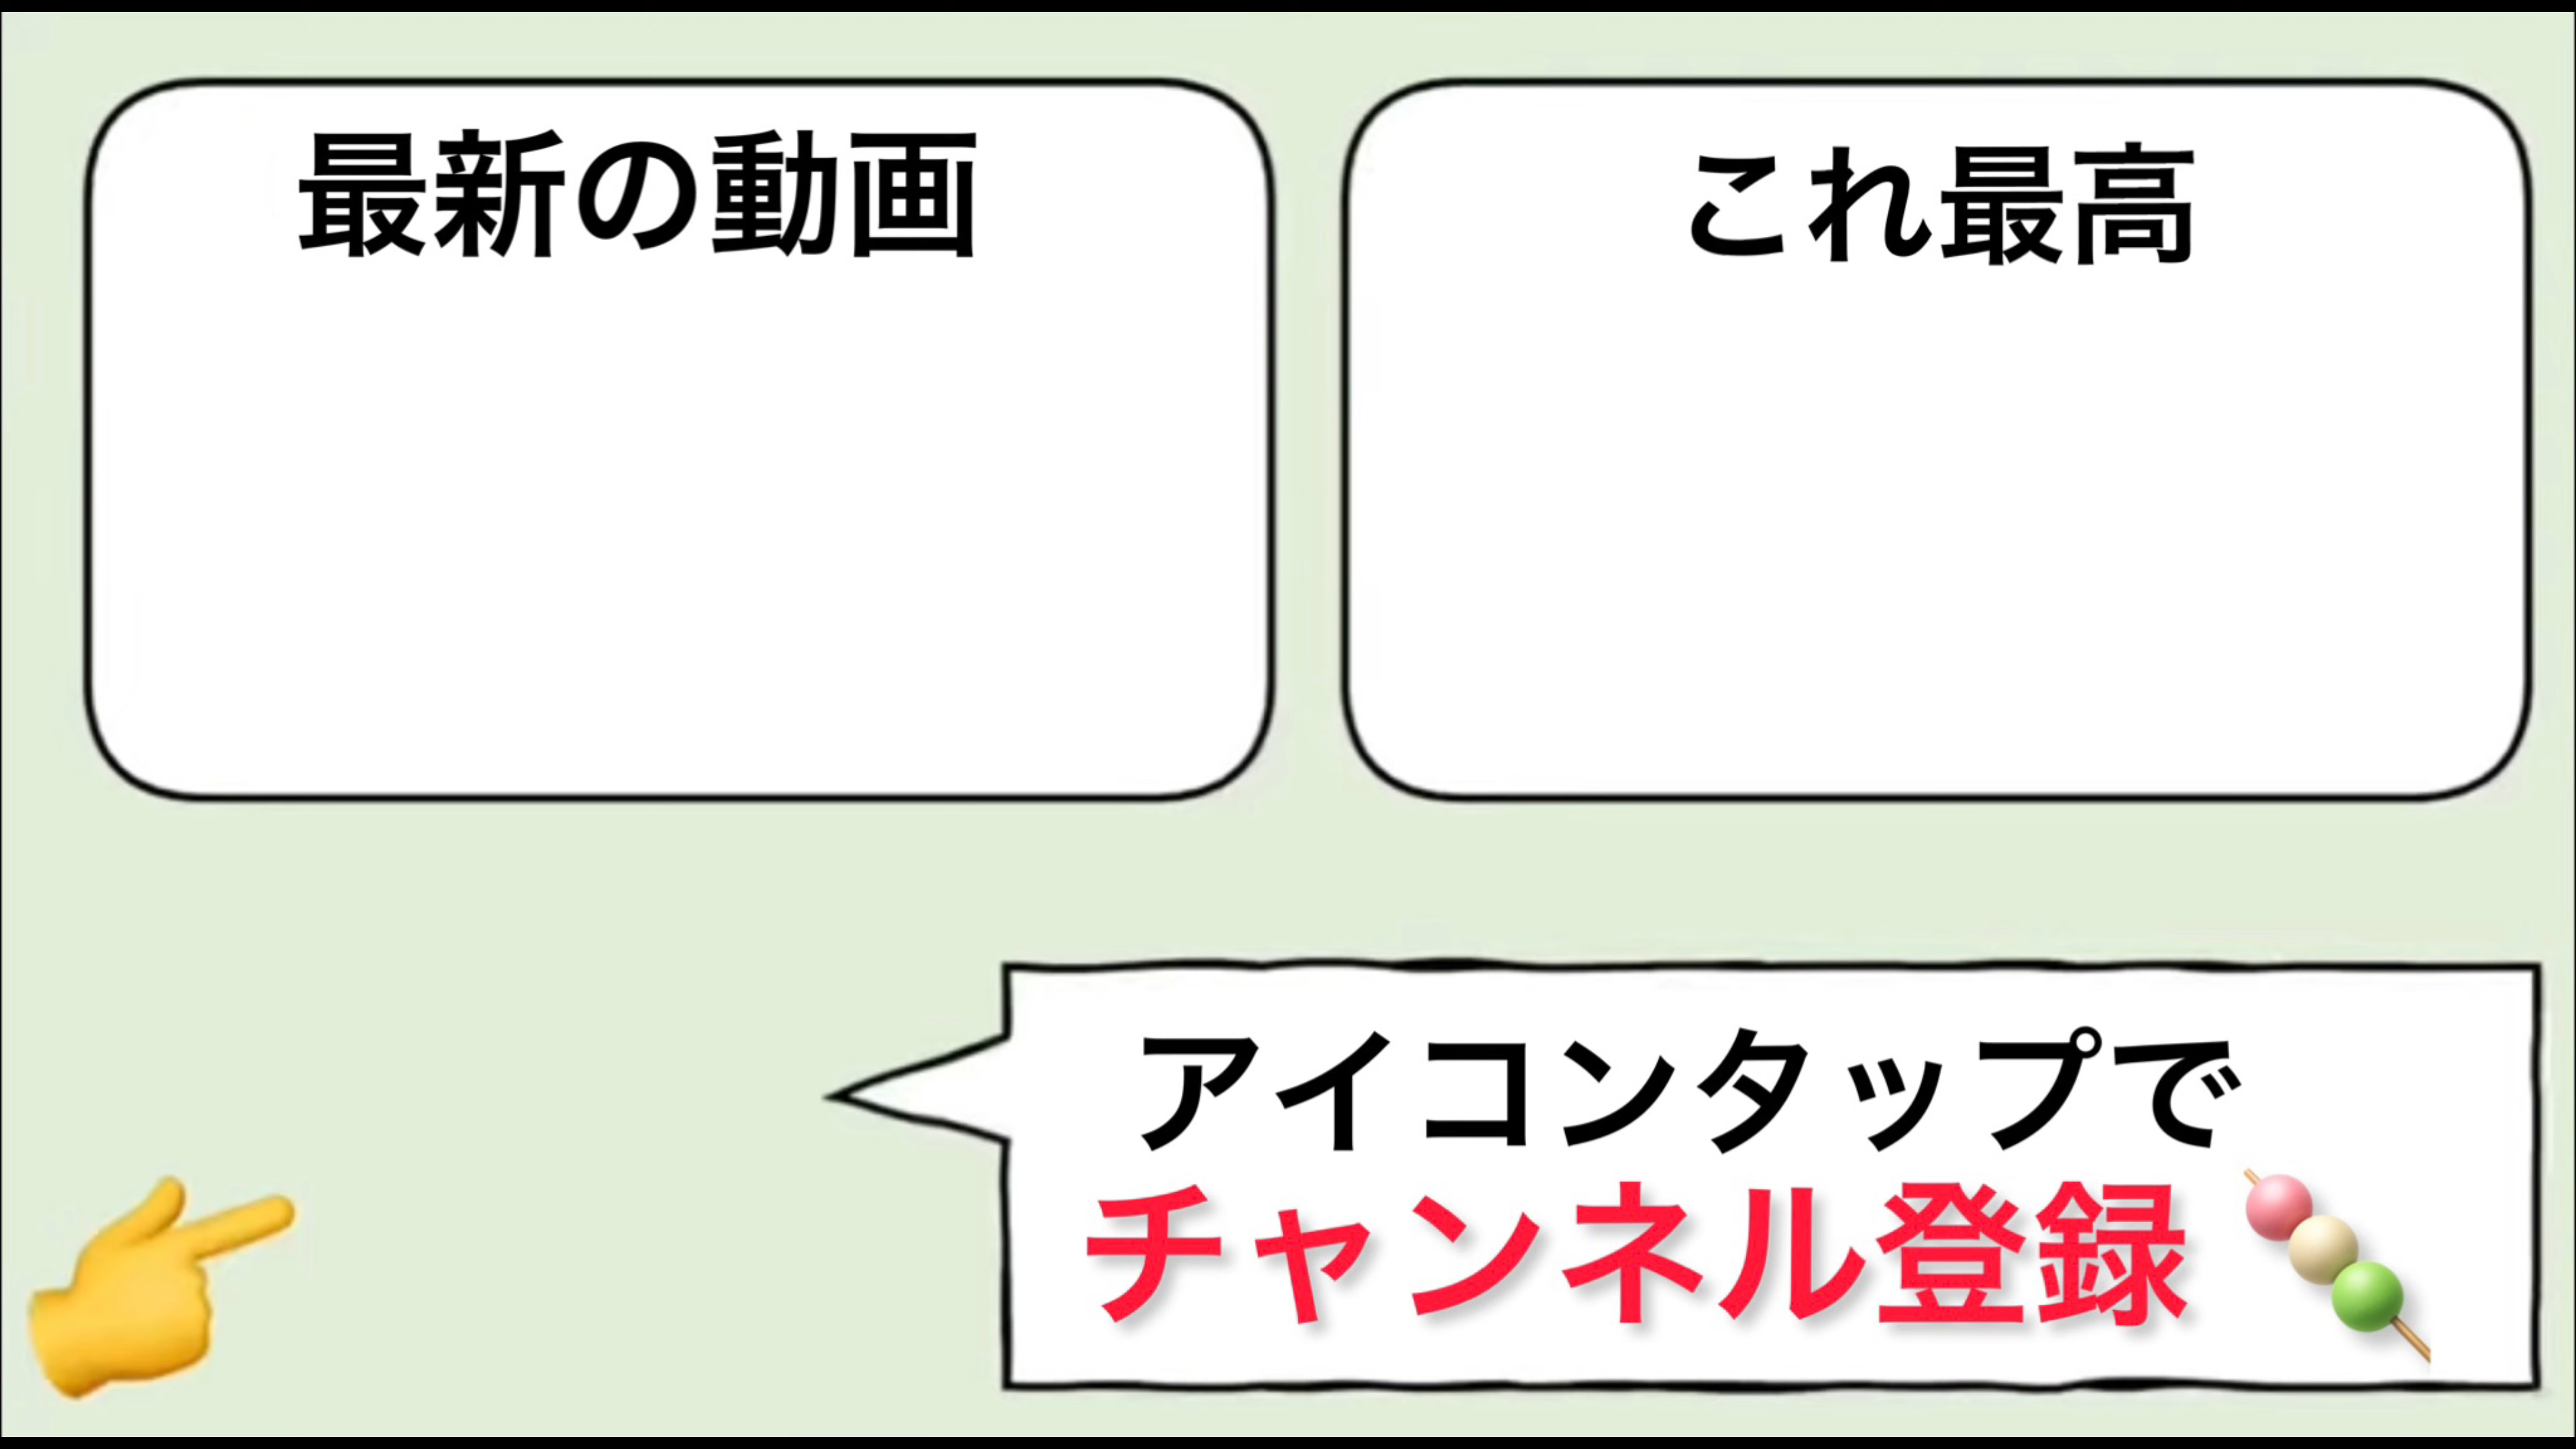 最新の動画
これ最高
アイコンタップで
チャンネル登録